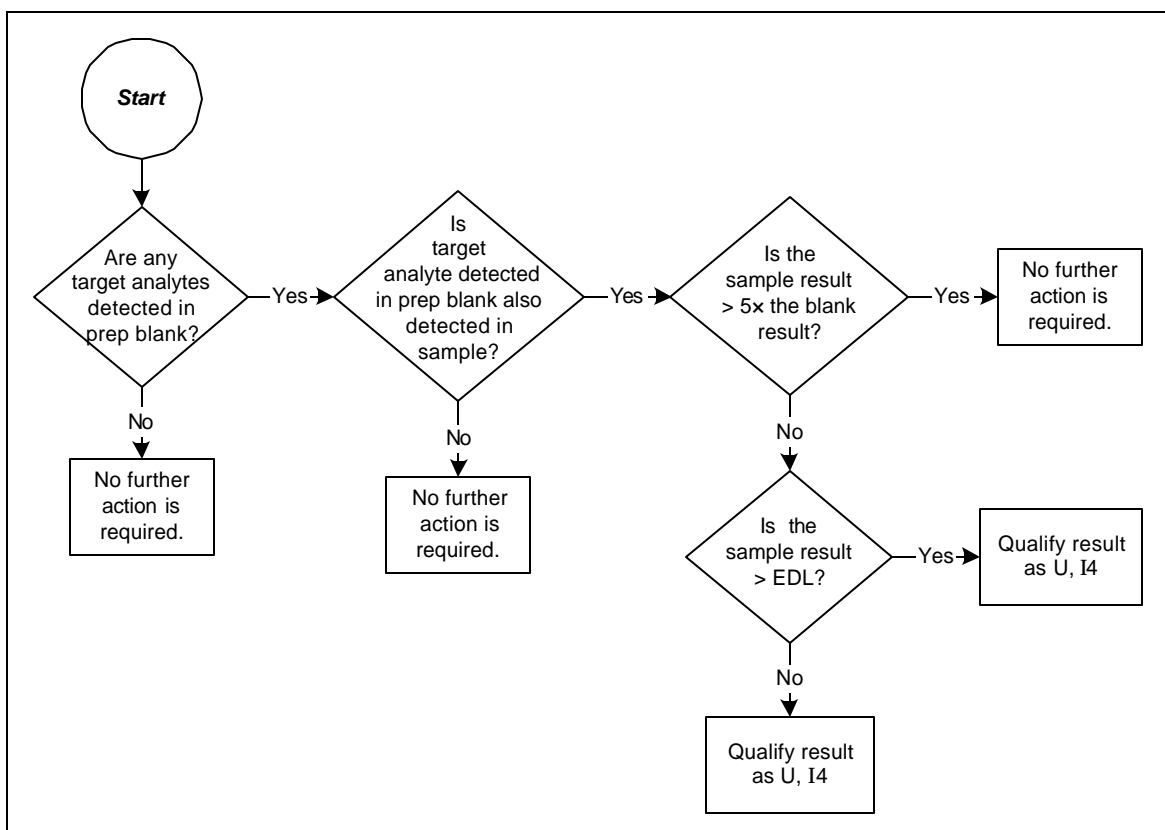 Start
Are any
target analytes
detected in
prep blank?
Yes
Is
target
analyte detected
in prep blank also
detected in
sample?
Yes
Is the
sample result
> 5× the blank
result?
Yes
No further
action is
required.
No
No further
action is
required.
No
No further
action is
required.
No
Is the
sample result
> EDL?
Yes
Qualify result
as U, I4
No
Qualify result
as U, I4